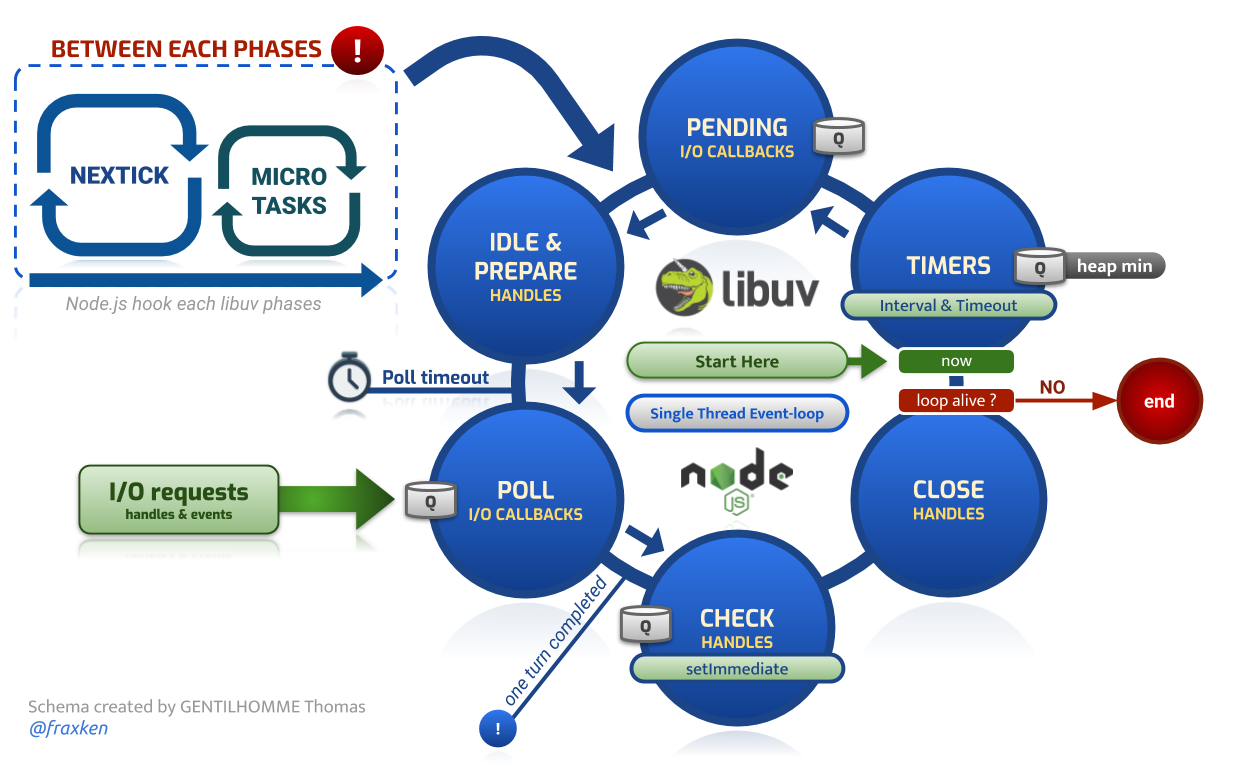 BETWEEN EACH PHASES
!
NEXTICK
MICRO
TASKS
Node.js hook each libuv phases
PENDING
I/O CALLBACKS
Q
IDLE &
PREPARE
HANDLES
TIMERS
Q
heap min
Interval & Timeout
libuv
Start Here
now
Single Thread Event-loop
loop alive ?
NO
end
Poll timeout
I/O requests
handles & events
Q
POLL
I/O CALLBACKS
node
JS
®
CLOSE
HANDLES
Q
CHECK
HANDLES
setImmediate
one turn completed
!
Schema created by GENTILHOMME Thomas
@fraxken